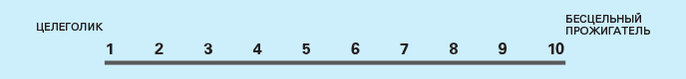 ЦЕЛЕГОЛИК
БЕСЦЕЛЬНЫЙ
ПРОЖИГАТЕЛЬ
1 2 3 4 5 6 7 8 9 10